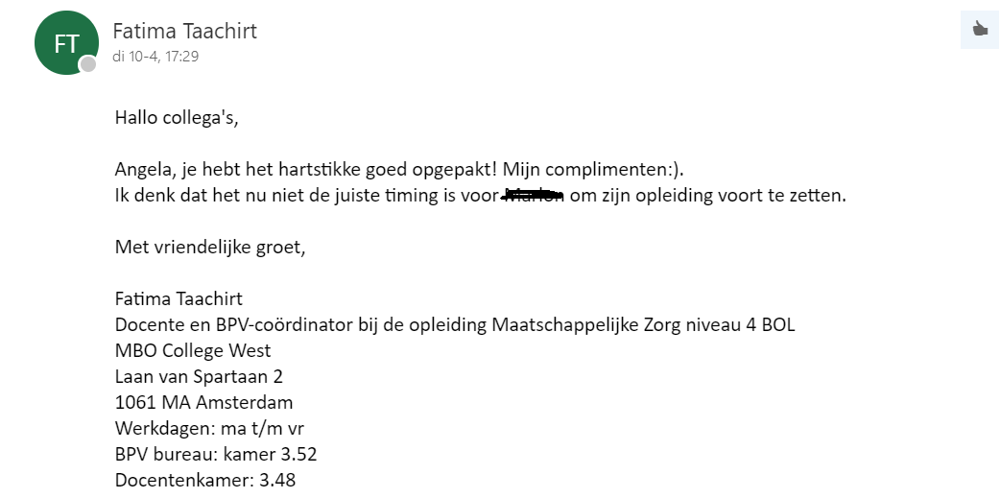 FT
Fatima Taachirt
di 10-4, 17:29
Hallo collega's,
Angela, je hebt het hartstikke goed opgepakt! Mijn complimenten:).
Ik denk dat het nu niet de juiste timing is voor om zijn opleiding voort te zetten.
Met vriendelijke groet,
Fatima Taachirt
Docente en BPV-coördinator bij de opleiding Maatschappelijke Zorg niveau 4 BOL
MBO College West
Laan van Spartaan 2
1061 MA Amsterdam
Werkdagen: ma t/m vr
BPV bureau: kamer 3.52
Docentenkamer: 3.48